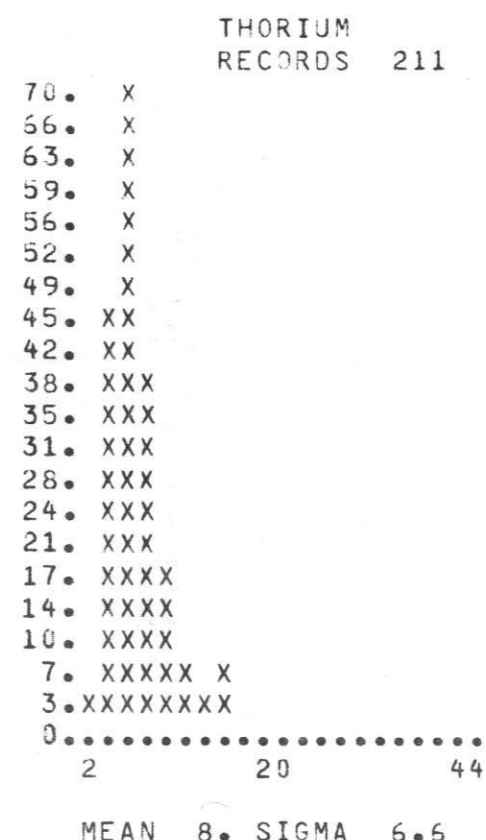 THORIUM
RECORDS 211
70. X
66. X
63. X
59. X
56. X
52. X
49. X
45. XX
42. XX
38. XXX
35. XXX
31. XXX
28. XXX
24. XXX
21. XXX
17. XXXX
14. XXXX
10. XXXX
7. XXXXX X
3.XXXXXXXX
0......................
2 20 44
MEAN 8. SIGMA 6.6